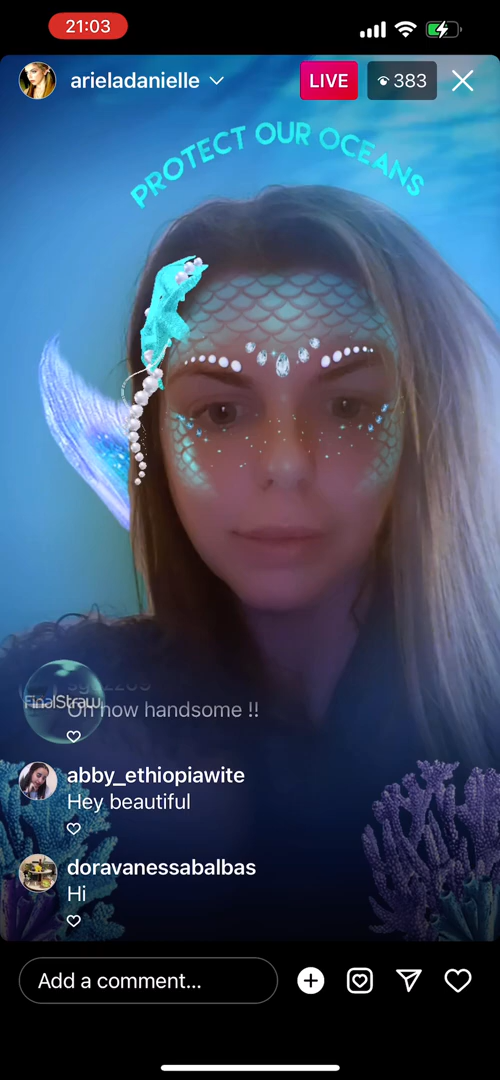 21:03
arieladanielle
LIVE
383
PROTECT OUR OCEANS
FinalStraw
Oh how handsome !!
abby_ethiopiawite
Hey beautiful
doravanessabalbas
Hi
Add a comment...